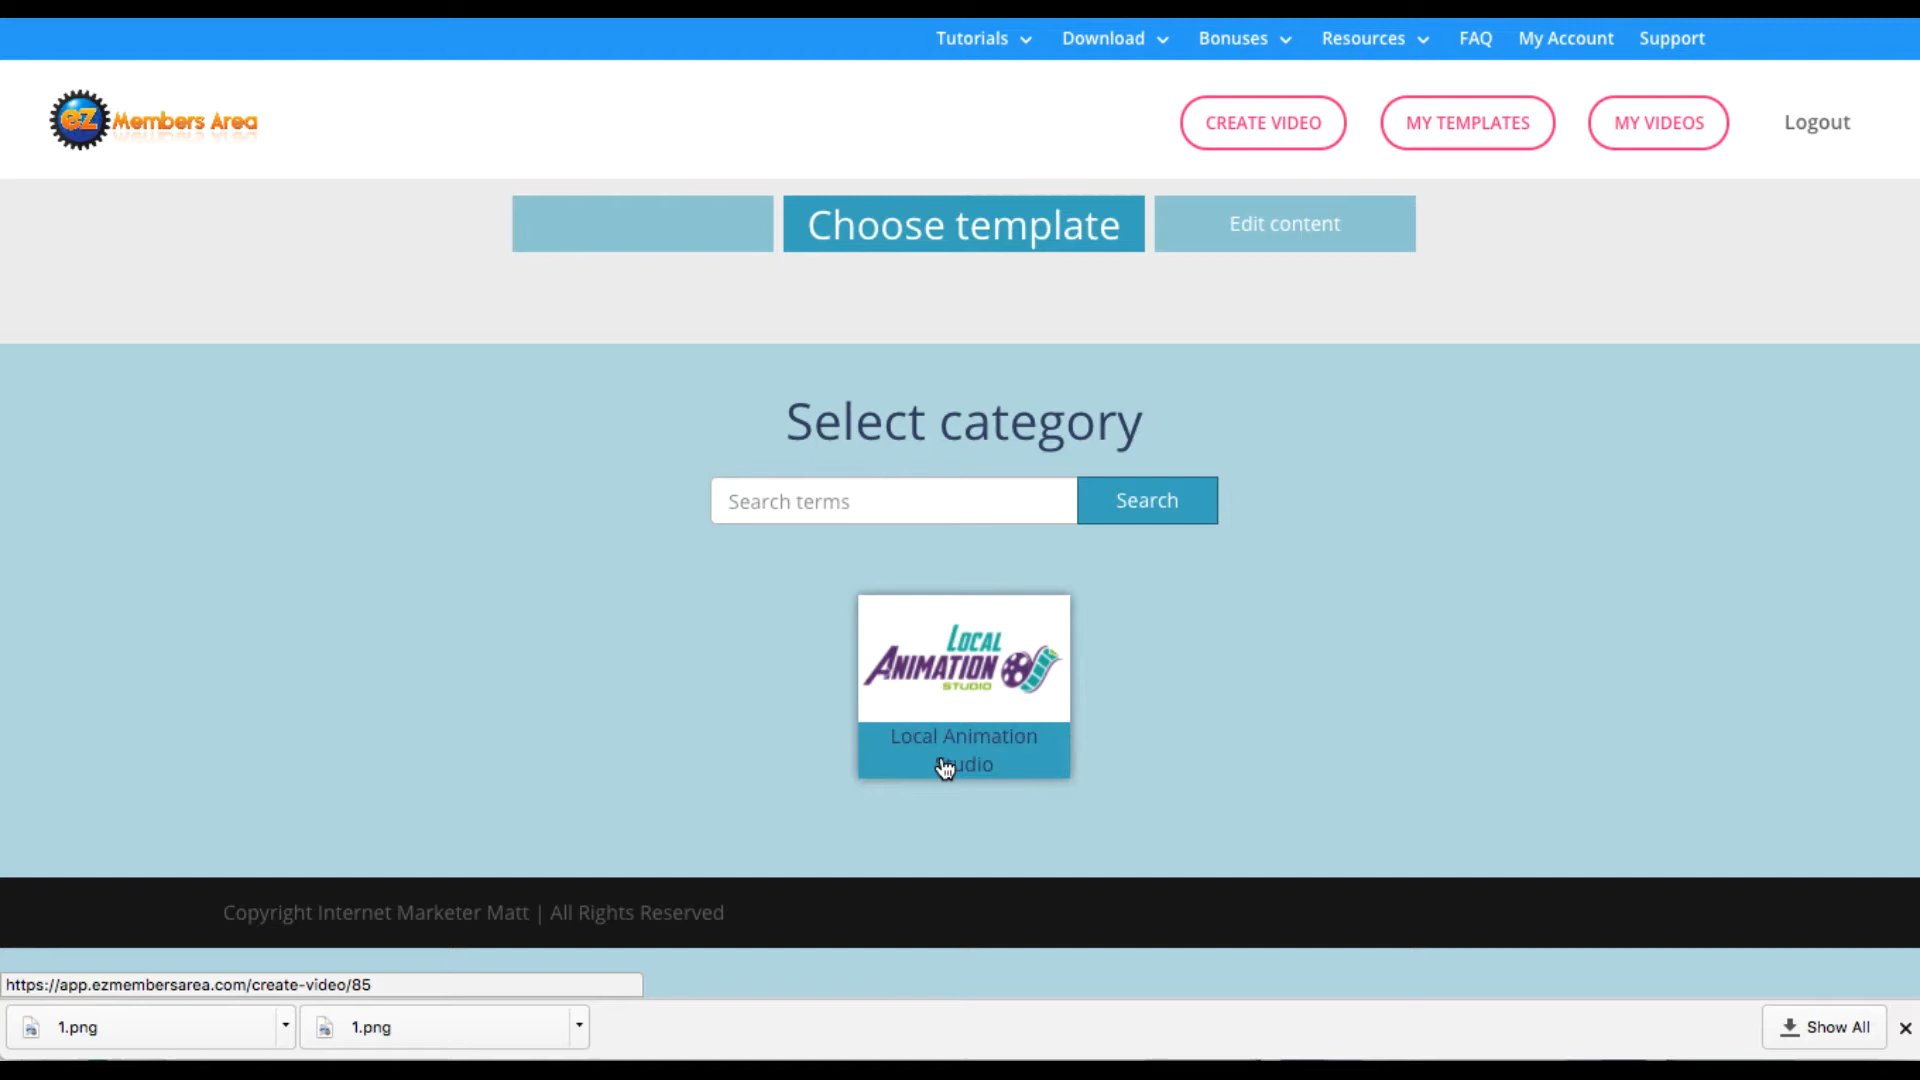 Tutorials Download Bonuses Resources FAQ My Account Support
eZ Members Area
CREATE VIDEO MY TEMPLATES MY VIDEOS Logout
Choose template Edit content
Select category
Search terms Search
LOCAL
ANIMATION
STUDIO
Local Animation
Studio
Copyright Internet Marketer Matt | All Rights Reserved
https://app.ezmembersarea.com/create-video/85
1.png 1.png Show All